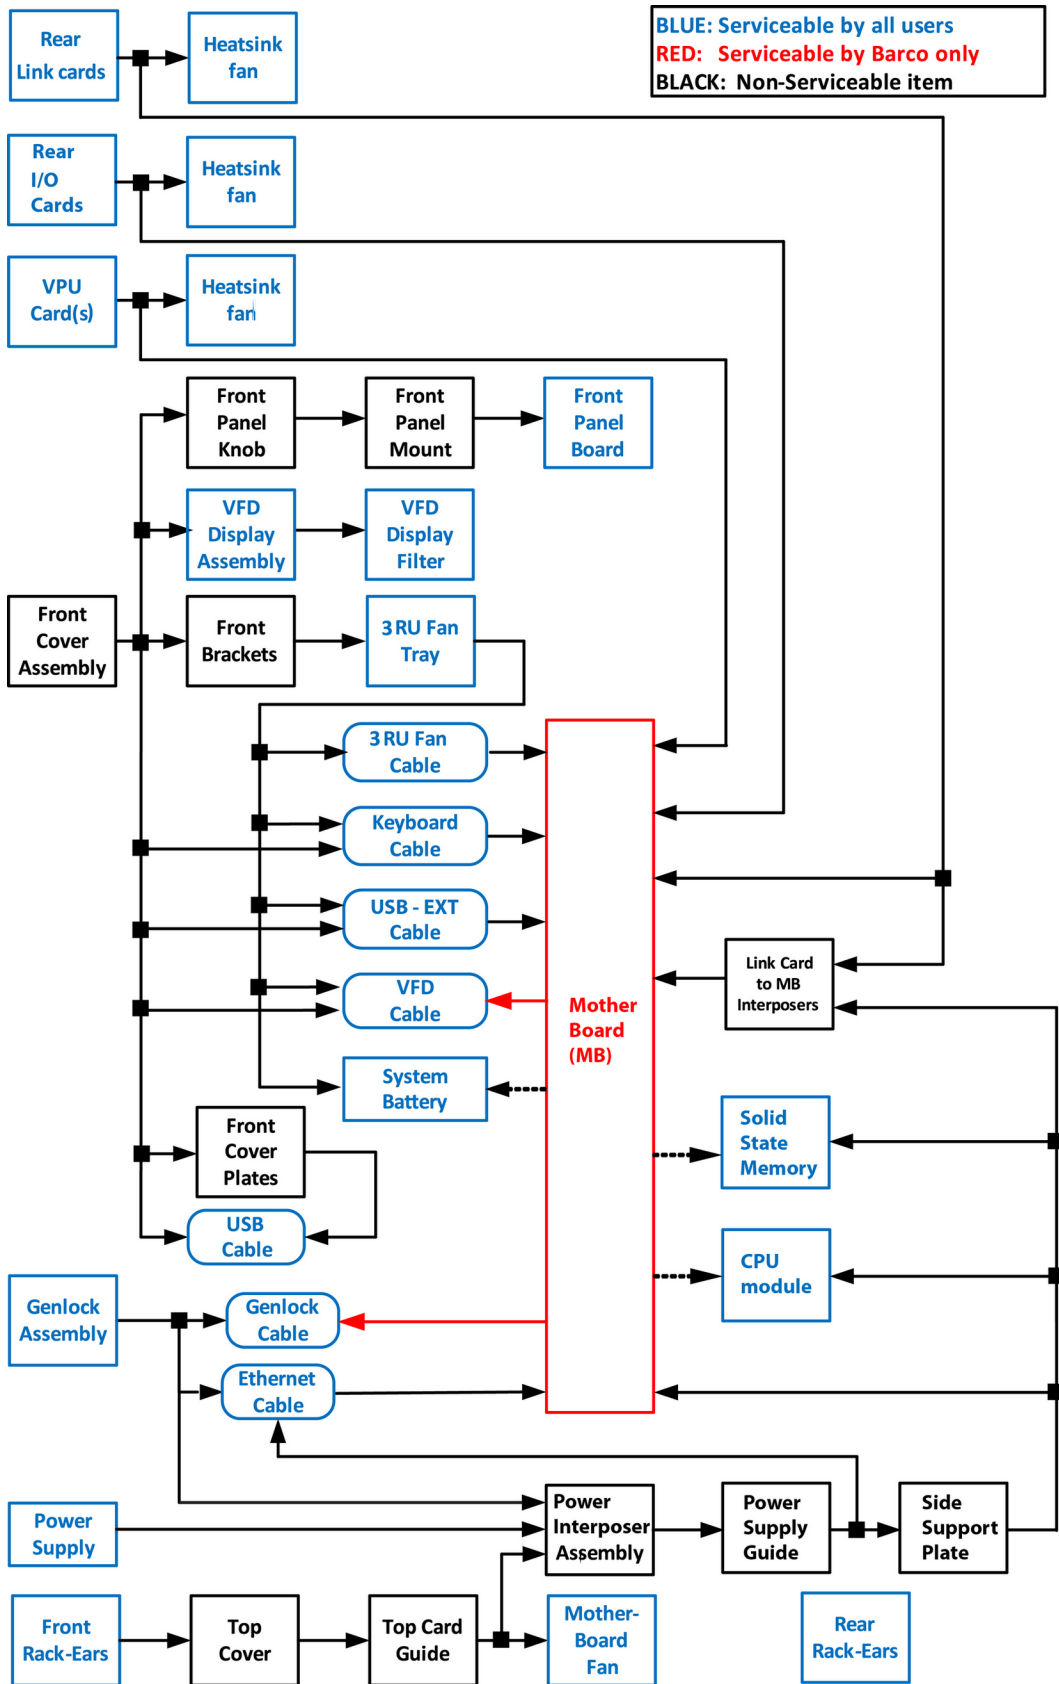 Rear
Link cards
Heatsink
fan
BLUE: Serviceable by all users
RED: Serviceable by Barco only
BLACK: Non-Serviceable item
Rear
I/O
Cards
Heatsink
fan
VPU
Card(s)
Heatsink
fan
Front
Panel
Knob
Front
Panel
Mount
Front
Panel
Board
VFD
Display
Assembly
VFD
Display
Filter
Front
Cover
Assembly
Front
Brackets
3RU Fan
Tray
3RU Fan
Cable
Keyboard
Cable
USB - EXT
Cable
VFD
Cable
System
Battery
Mother
Board
(MB)
Link Card
to MB
Interposers
Solid
State
Memory
CPU
module
Front
Cover
Plates
USB
Cable
Genlock
Assembly
Genlock
Cable
Ethernet
Cable
Power
Supply
Power
Interposer
Assembly
Power
Supply
Guide
Side
Support
Plate
Front
Rack-Ears
Top
Cover
Top Card
Guide
Mother-
Board
Fan
Rear
Rack-Ears